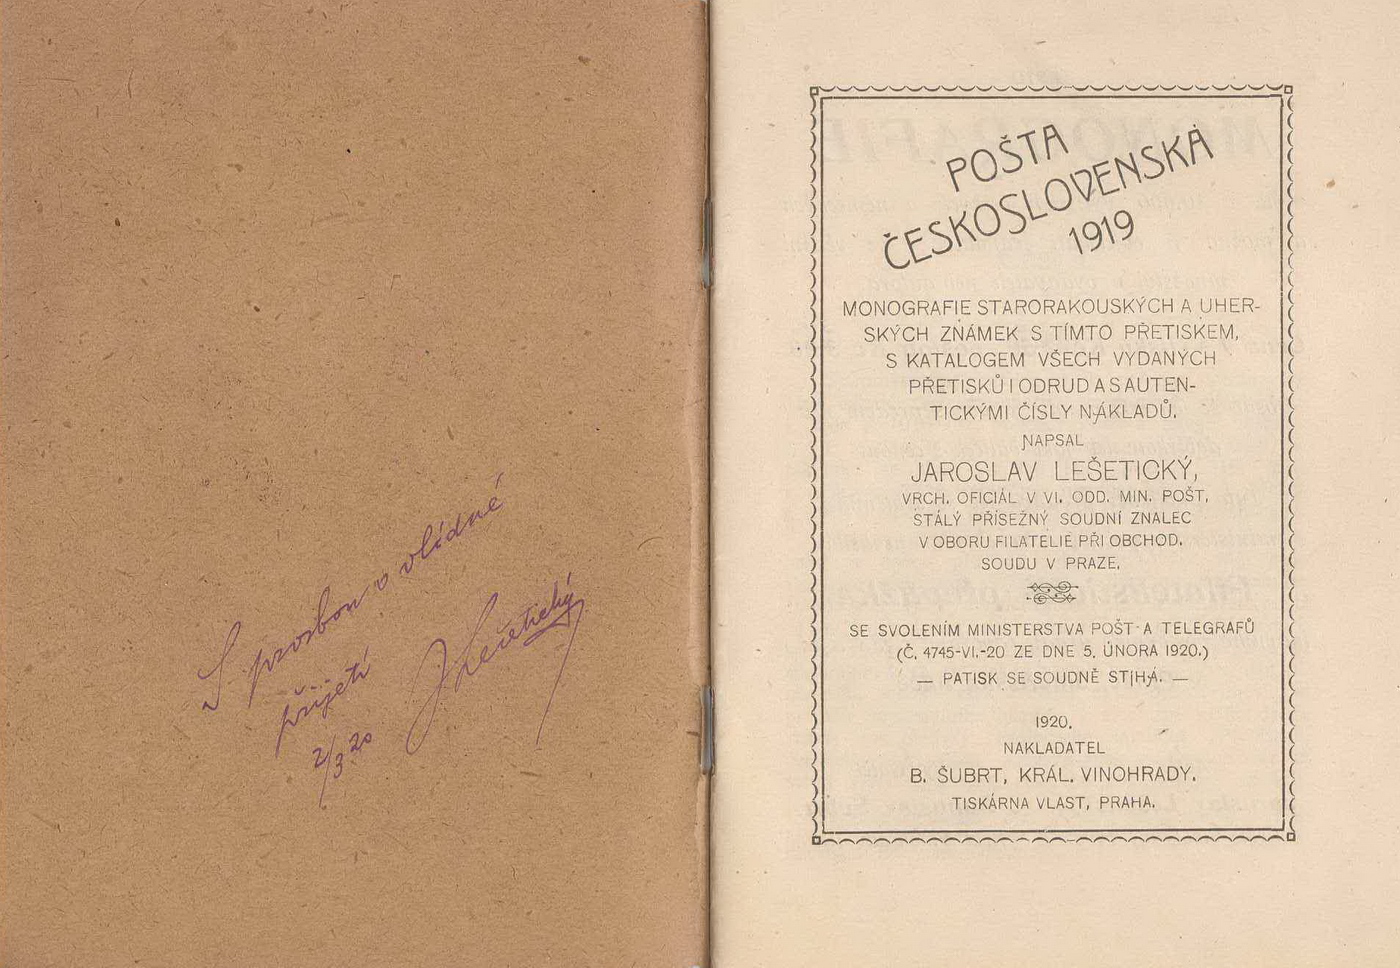 S prosbou o vlídné
přijetí
JLešetický
2/3 20
POŠTA
ČESKOSLOVENSKÁ
1919
MONOGRAFIE STARORAKOUSKÝCH A UHER-
SKÝCH ZNÁMEK S TÍMTO PŘETISKEM,
S KATALOGEM VŠECH VYDANÝCH
PŘETISKŮ I ODRUD A S AUTEN-
TICKÝMI ČÍSLY NÁKLADŮ.
NAPSAL
JAROSLAV LEŠETICKÝ,
VRCH. OFICIÁL V VI. ODD. MIN. POŠT,
STÁLÝ PŘÍSEŽNÝ SOUDNÍ ZNALEC
V OBORU FILATELIE PŘI OBCHOD.
SOUDU V PRAZE.
SE SVOLENÍM MINISTERSTVA POŠT A TELEGRAFŮ
(Č. 4745-VI.-20 ZE DNE 5. ÚNORA 1920.)
— PATISK SE SOUDNĚ STÍHÁ. —
1920.
NAKLADATEL
B. ŠUBRT, KRÁL. VINOHRADY.
TISKÁRNA VLAST, PRAHA.